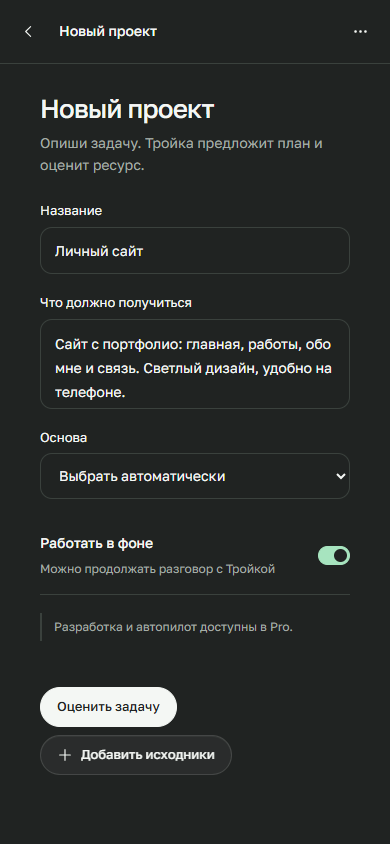 Новый проект
Новый проект
Опиши задачу. Тройка предложит план и
оценит ресурс.
Название
Личный сайт
Что должно получиться
Сайт с портфолио: главная, работы, обо
мне и связь. Светлый дизайн, удобно на
телефоне.
Основа
Выбрать автоматически
Работать в фоне
Можно продолжать разговор с Тройкой
Разработка и автопилот доступны в Pro.
Оценить задачу
Добавить исходники